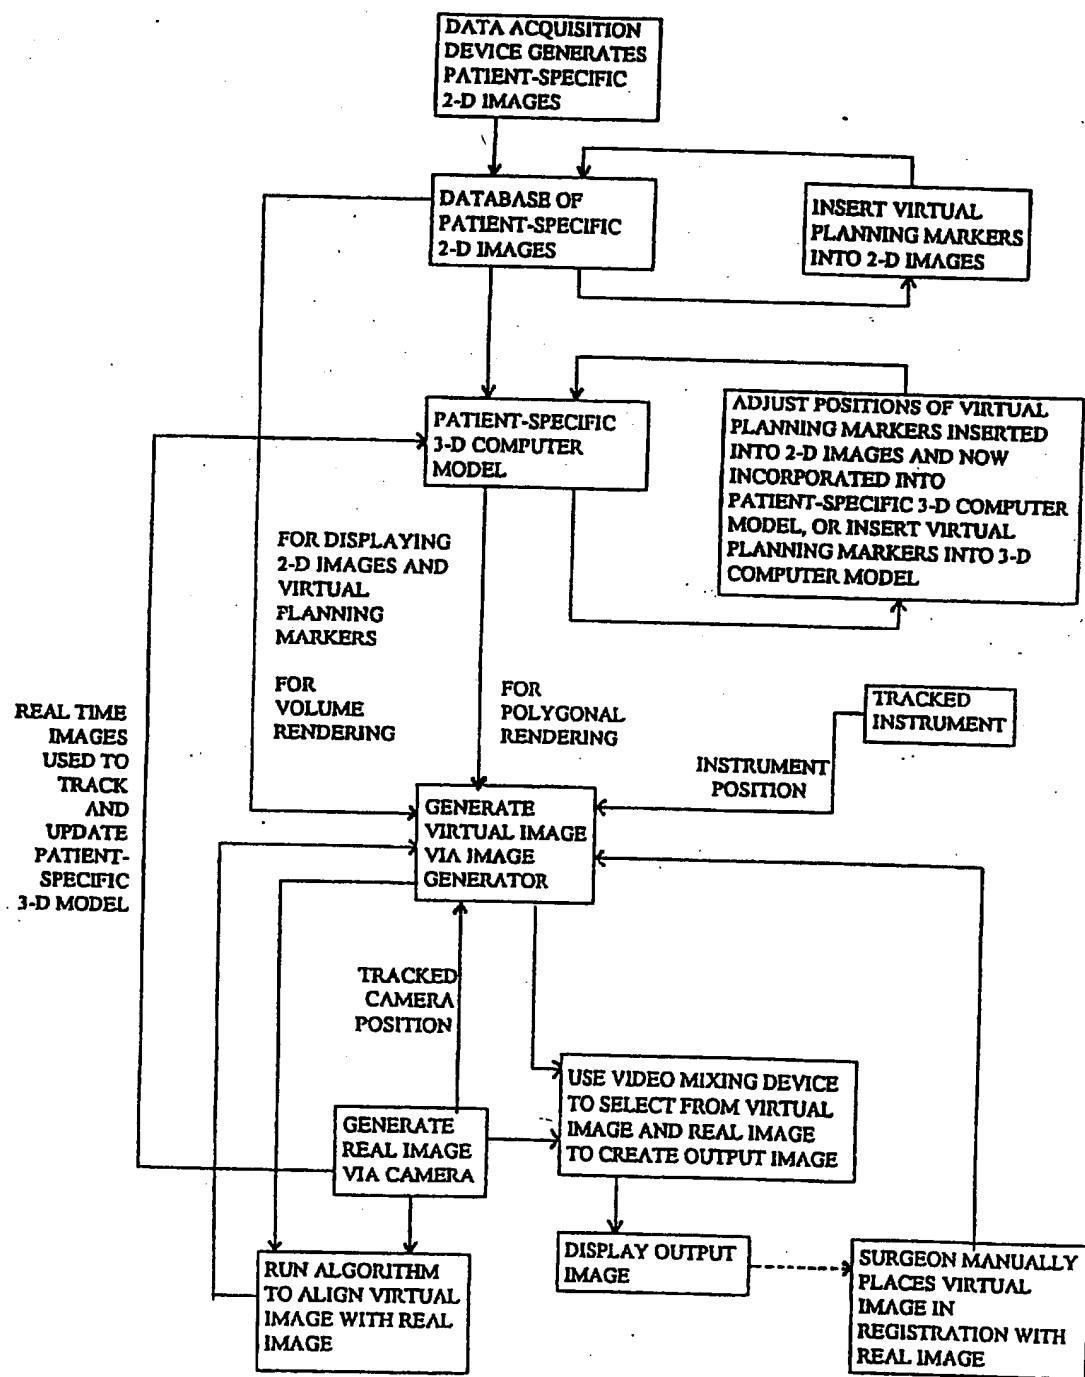 DATA ACQUISITION
DEVICE GENERATES
PATIENT-SPECIFIC
2-D IMAGES
DATABASE OF
PATIENT-SPECIFIC
2-D IMAGES
INSERT VIRTUAL
PLANNING MARKERS
INTO 2-D IMAGES
PATIENT-SPECIFIC
3-D COMPUTER
MODEL
ADJUST POSITIONS OF VIRTUAL
PLANNING MARKERS INSERTED
INTO 2-D IMAGES AND NOW
INCORPORATED INTO
PATIENT-SPECIFIC 3-D COMPUTER
MODEL, OR INSERT VIRTUAL
PLANNING MARKERS INTO 3-D
COMPUTER MODEL
FOR DISPLAYING
2-D IMAGES AND
VIRTUAL
PLANNING
MARKERS
FOR
VOLUME
RENDERING
FOR
POLYGONAL
RENDERING
TRACKED
INSTRUMENT
INSTRUMENT
POSITION
REAL TIME
IMAGES
USED TO
TRACK
AND
UPDATE
PATIENT-
SPECIFIC
3-D MODEL
GENERATE
VIRTUAL IMAGE
VIA IMAGE
GENERATOR
TRACKED
CAMERA
POSITION
GENERATE
REAL IMAGE
VIA CAMERA
USE VIDEO MIXING DEVICE
TO SELECT FROM VIRTUAL
IMAGE AND REAL IMAGE
TO CREATE OUTPUT IMAGE
RUN ALGORITHM
TO ALIGN VIRTUAL
IMAGE WITH REAL
IMAGE
DISPLAY OUTPUT
IMAGE
SURGEON MANUALLY
PLACES VIRTUAL
IMAGE IN
REGISTRATION WITH
REAL IMAGE